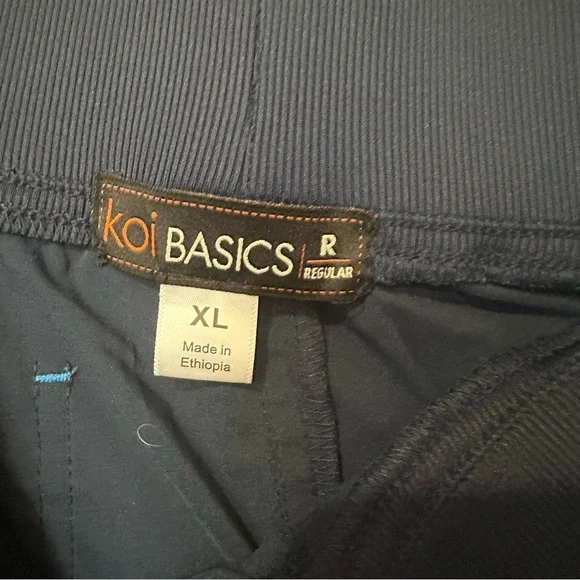 koi BASICS R
REGULAR
XL
Made in
Ethiopia